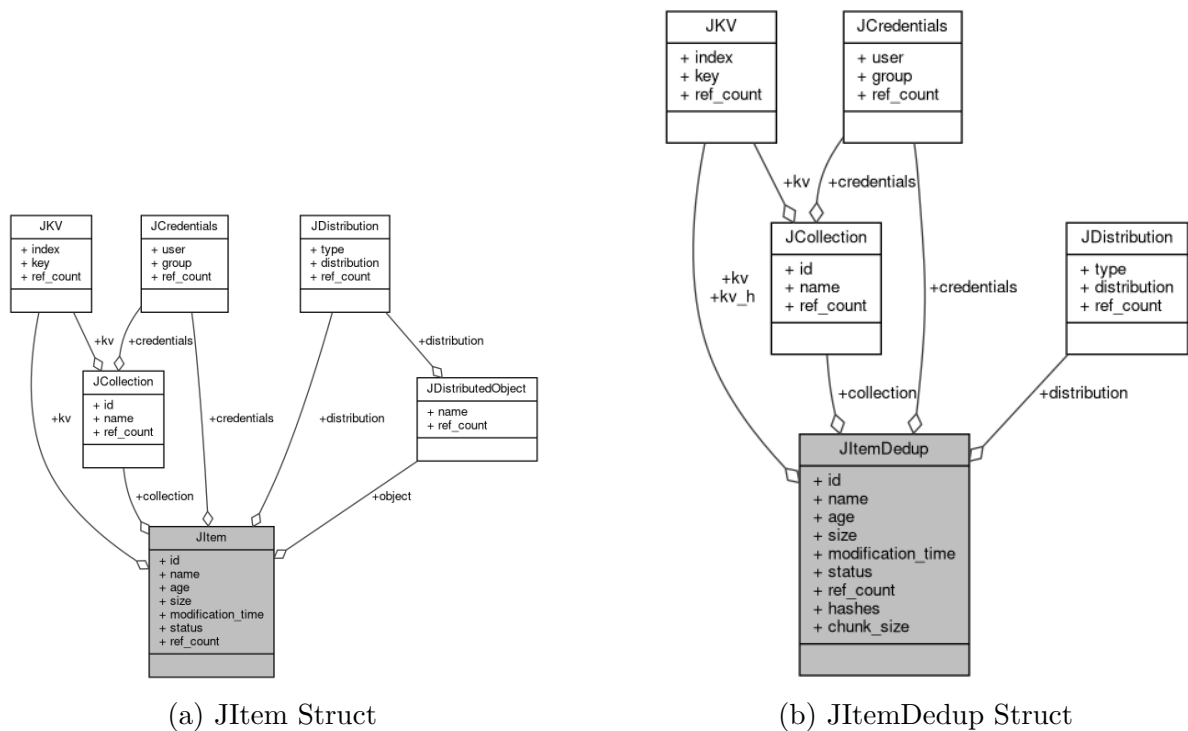 JKV
+ index
+ key
+ ref_count
JCredentials
+ user
+ group
+ ref_count
JDistribution
+ type
+ distribution
+ ref_count
+kv
+credentials
+distribution
JCollection
+ id
+ name
+ ref_count
JDistributedObject
+ name
+ ref_count
+kv
+credentials
+distribution
+collection
+object
JItem
+ id
+ name
+ age
+ size
+ modification_time
+ status
+ ref_count
(a) JItem Struct
JKV
+ index
+ key
+ ref_count
JCredentials
+ user
+ group
+ ref_count
+kv
+credentials
JCollection
+ id
+ name
+ ref_count
JDistribution
+ type
+ distribution
+ ref_count
+kv
+kv_h
+credentials
+collection
+distribution
JItemDedup
+ id
+ name
+ age
+ size
+ modification_time
+ status
+ ref_count
+ hashes
+ chunk_size
(b) JItemDedup Struct